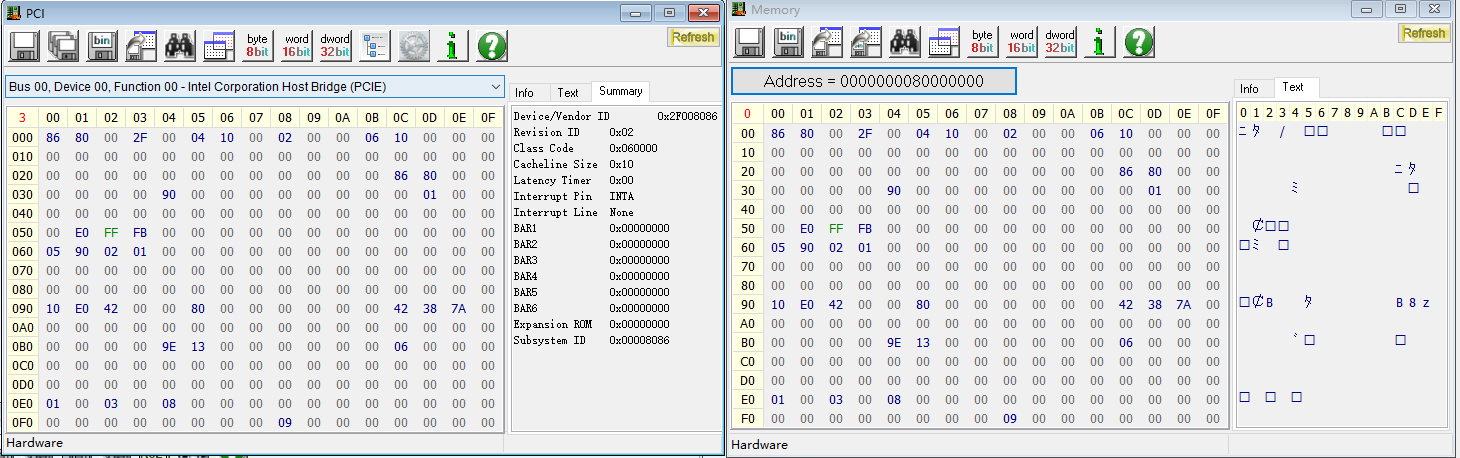 PCI
bin
byte
8bit
word
16bit
dword
32bit
Refresh
Bus 00, Device 00, Function 00 - Intel Corporation Host Bridge (PCIE)
Info Text Summary
3 00 01 02 03 04 05 06 07 08 09 0A 0B 0C 0D 0E 0F
000 86 80 00 2F 00 04 10 00 02 00 00 06 10 00 00 00
010 00 00 00 00 00 00 00 00 00 00 00 00 00 00 00 00
020 00 00 00 00 00 00 00 00 00 00 00 00 86 80 00 00
030 00 00 00 00 90 00 00 00 00 00 00 00 00 01 00 00
040 00 00 00 00 00 00 00 00 00 00 00 00 00 00 00 00
050 00 E0 FF FB 00 00 00 00 00 00 00 00 00 00 00 00
060 05 90 02 01 00 00 00 00 00 00 00 00 00 00 00 00
070 00 00 00 00 00 00 00 00 00 00 00 00 00 00 00 00
080 00 00 00 00 00 00 00 00 00 00 00 00 00 00 00 00
090 10 E0 42 00 00 80 00 00 00 00 00 00 42 38 7A 00
0A0 00 00 00 00 00 00 00 00 00 00 00 00 00 00 00 00
0B0 00 00 00 00 9E 13 00 00 00 00 00 00 06 00 00 00
0C0 00 00 00 00 00 00 00 00 00 00 00 00 00 00 00 00
0D0 00 00 00 00 00 00 00 00 00 00 00 00 00 00 00 00
0E0 01 00 03 00 08 00 00 00 00 00 00 00 00 00 00 00
0F0 00 00 00 00 00 00 00 00 09 00 00 00 00 00 00 00
Device/Vendor ID 0x2F008086
Revision ID 0x02
Class Code 0x060000
Cacheline Size 0x10
Latency Timer 0x00
Interrupt Pin INTA
Interrupt Line None
BAR1 0x00000000
BAR2 0x00000000
BAR3 0x00000000
BAR4 0x00000000
BAR5 0x00000000
BAR6 0x00000000
Expansion ROM 0x00000000
Subsystem ID 0x00008086
Hardware
Memory
bin
byte
8bit
word
16bit
dword
32bit
Refresh
Address = 0000000080000000
Info Text
0 00 01 02 03 04 05 06 07 08 09 0A 0B 0C 0D 0E 0F
00 86 80 00 2F 00 04 10 00 02 00 00 06 10 00 00 00
10 00 00 00 00 00 00 00 00 00 00 00 00 00 00 00 00
20 00 00 00 00 00 00 00 00 00 00 00 00 86 80 00 00
30 00 00 00 00 90 00 00 00 00 00 00 00 00 01 00 00
40 00 00 00 00 00 00 00 00 00 00 00 00 00 00 00 00
50 00 E0 FF FB 00 00 00 00 00 00 00 00 00 00 00 00
60 05 90 02 01 00 00 00 00 00 00 00 00 00 00 00 00
70 00 00 00 00 00 00 00 00 00 00 00 00 00 00 00 00
80 00 00 00 00 00 00 00 00 00 00 00 00 00 00 00 00
90 10 E0 42 00 00 80 00 00 00 00 00 00 42 38 7A 00
A0 00 00 00 00 00 00 00 00 00 00 00 00 00 00 00 00
B0 00 00 00 00 9E 13 00 00 00 00 00 00 06 00 00 00
C0 00 00 00 00 00 00 00 00 00 00 00 00 00 00 00 00
D0 00 00 00 00 00 00 00 00 00 00 00 00 00 00 00 00
E0 01 00 03 00 08 00 00 00 00 00 00 00 00 00 00 00
F0 00 00 00 00 00 00 00 00 09 00 00 00 00 00 00 00
0 1 2 3 4 5 6 7 8 9 A B C D E F
ニ タ /
ニ タ
ミ
ミ
B タ B 8 z
Hardware